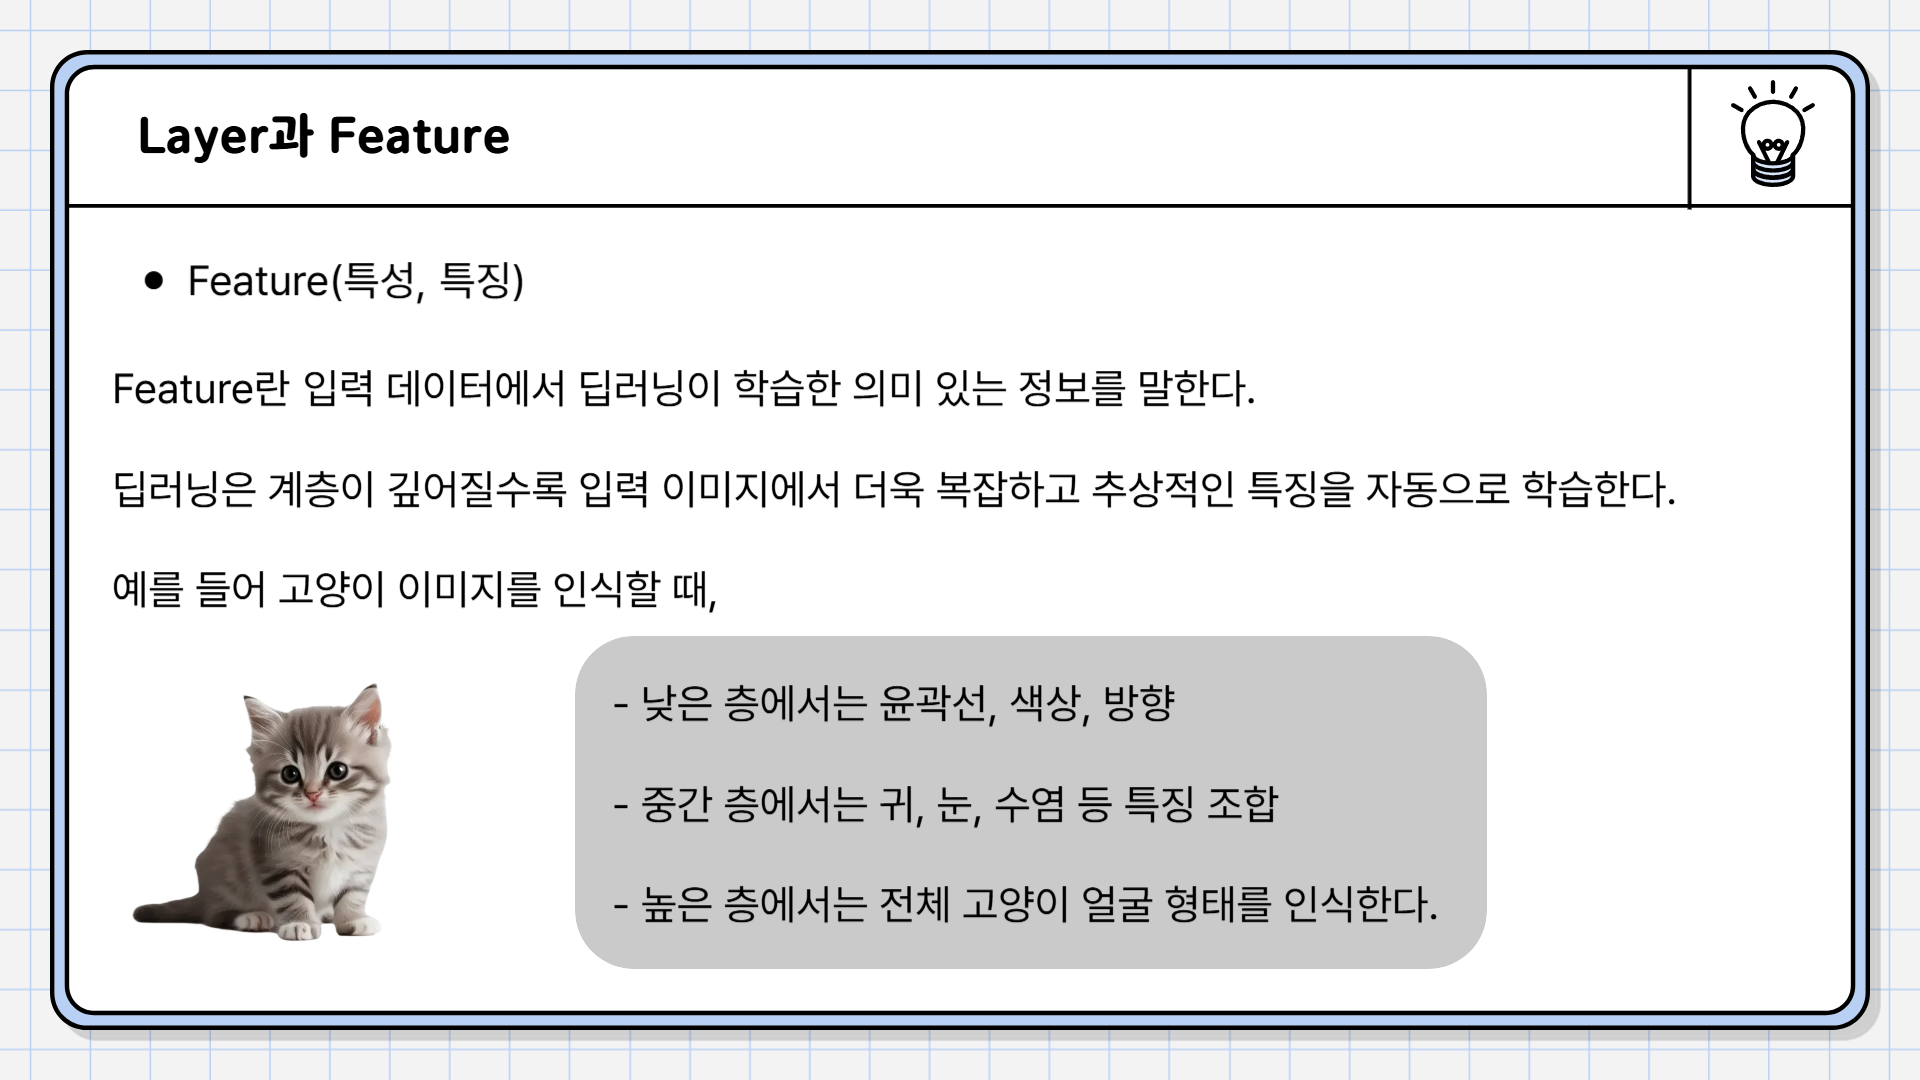 Layer과 Feature
● Feature(특성, 특징)
Feature란 입력 데이터에서 딥러닝이 학습한 의미 있는 정보를 말한다.
딥러닝은 계층이 깊어질수록 입력 이미지에서 더욱 복잡하고 추상적인 특징을 자동으로 학습한다.
예를 들어 고양이 이미지를 인식할 때,
- 낮은 층에서는 윤곽선, 색상, 방향
- 중간 층에서는 귀, 눈, 수염 등 특징 조합
- 높은 층에서는 전체 고양이 얼굴 형태를 인식한다.